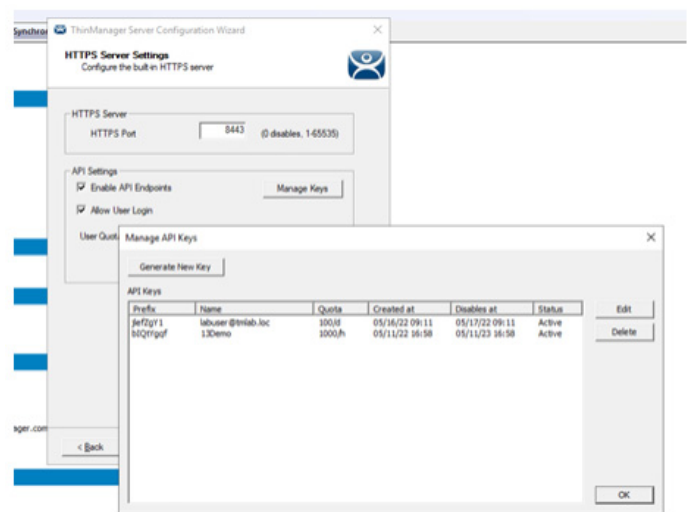 Synchro
ThinManager Server Configuration Wizard
HTTPS Server Settings
Configure the built-in HTTPS server
HTTPS Server
HTTPS Port 8443 (0 disables, 1-65535)
API Settings
Enable API Endpoints Manage Keys
Allow User Login
User Quot
Manage API Keys
Generate New Key
API Keys
Prefix Name Quota Created at Disables at Status Edit
labuser@tmlab.loc 100/d 05/16/22 09:11 05/17/22 09:11 Active
13Demo 1000/h 05/11/22 16:58 05/11/23 16:58 Active Delete
ager.com
< Back
OK